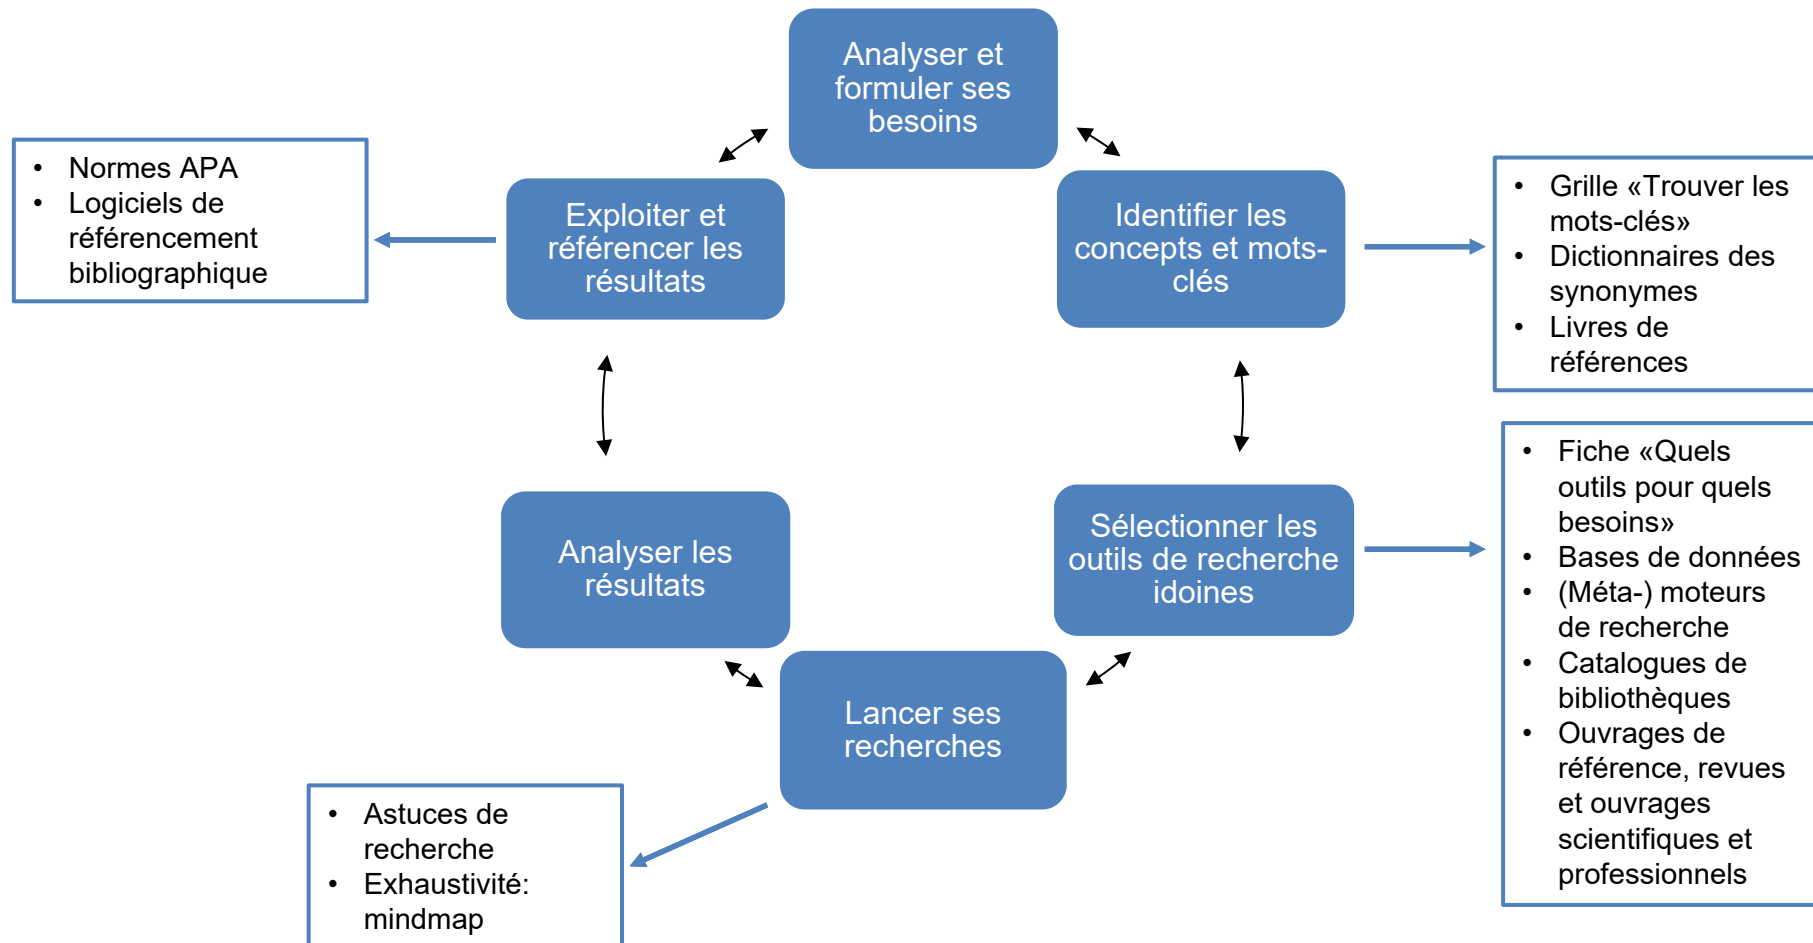 Analyser et
formuler ses
besoins
• Normes APA
• Logiciels de
référencement
bibliographique
Exploiter et
référencer les
résultats
Identifier les
concepts et mots-
clés
• Grille «Trouver les
mots-clés»
• Dictionnaires des
synonymes
• Livres de
références
Analyser les
résultats
Sélectionner les
outils de recherche
idoines
• Fiche «Quels
outils pour quels
besoins»
• Bases de données
• (Méta-) moteurs
de recherche
• Catalogues de
bibliothèques
• Ouvrages de
référence, revues
et ouvrages
scientifiques et
professionnels
Lancer ses
recherches
• Astuces de
recherche
• Exhaustivité:
mindmap